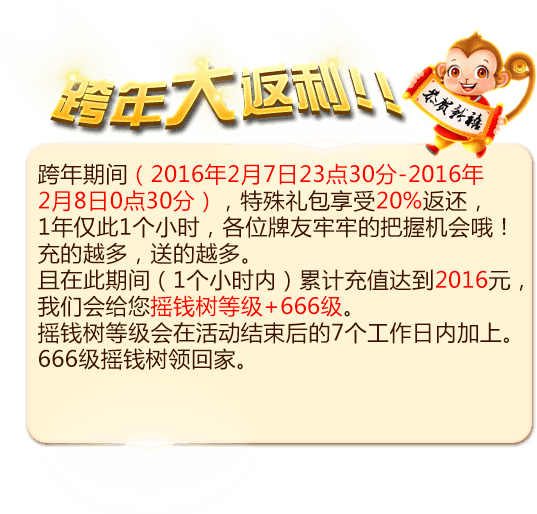 跨年大返利!!
恭贺新禧
跨年期间（2016年2月7日23点30分-2016年
2月8日0点30分），特殊礼包享受20%返还，
1年仅此1个小时，各位牌友牢牢的把握机会哦！
充的越多，送的越多。
且在此期间（1个小时内）累计充值达到2016元，
我们会给您摇钱树等级+666级。
摇钱树等级会在活动结束后的7个工作日内加上。
666级摇钱树领回家。